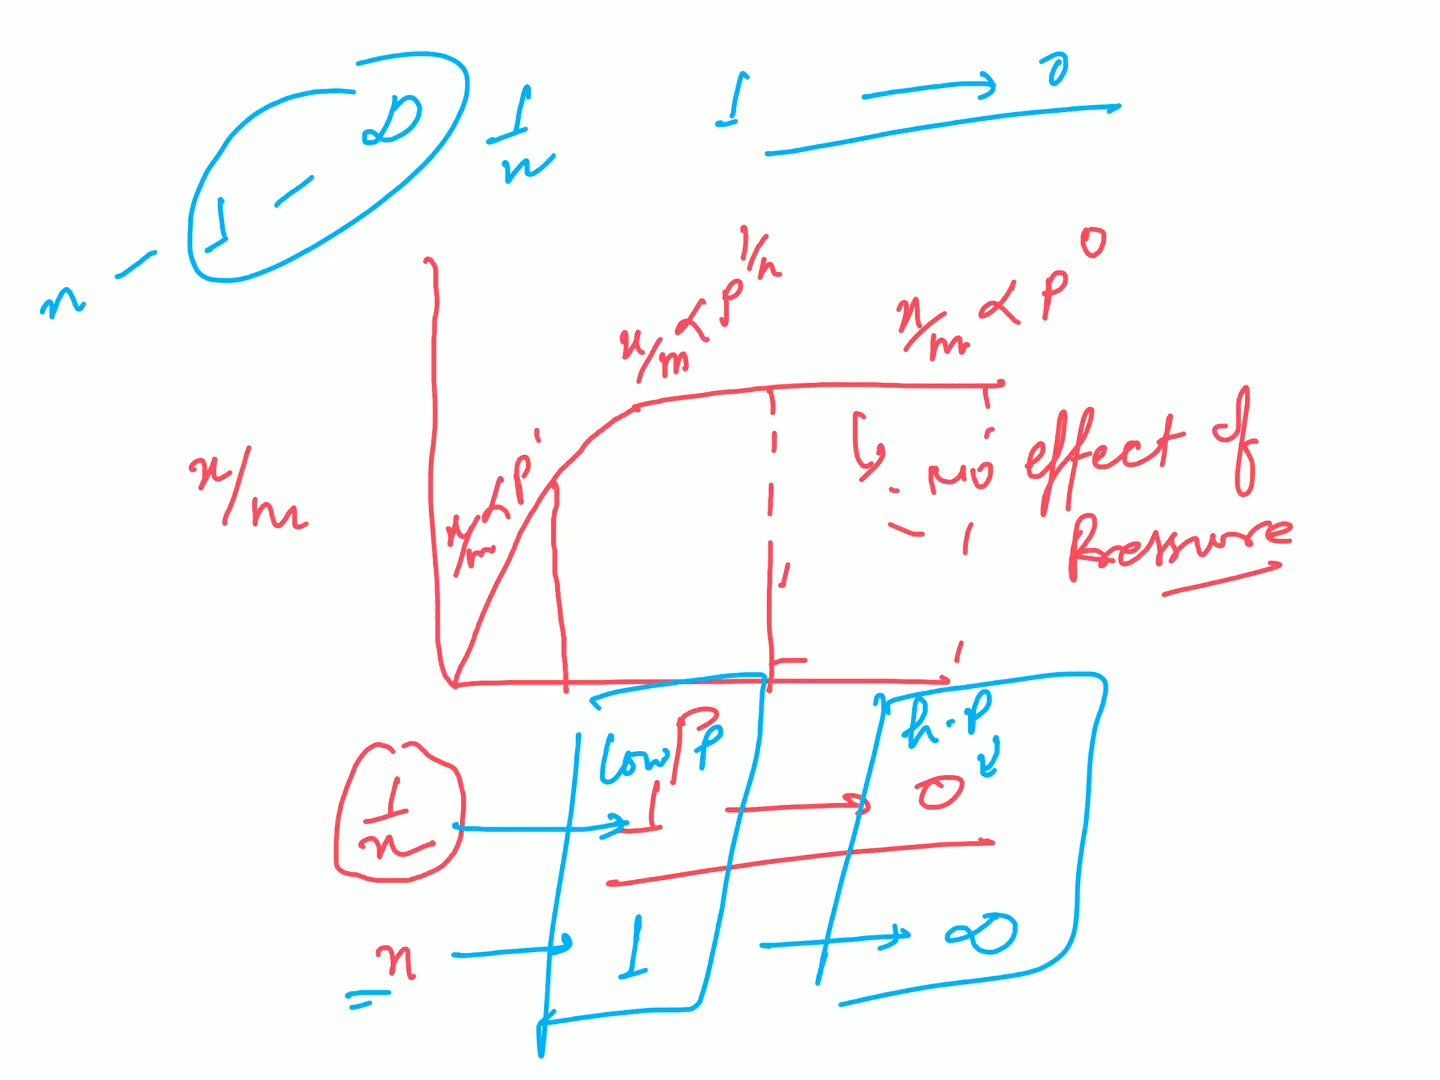 D 1/n 1 → 0
n - 1 -
x/m ∝ P^1/n x/m ∝ P^0
x/m ∝ P^1
x/m
No effect of
Pressure
low P h.P
1/n → 1 → 0
n → 1 → ∞